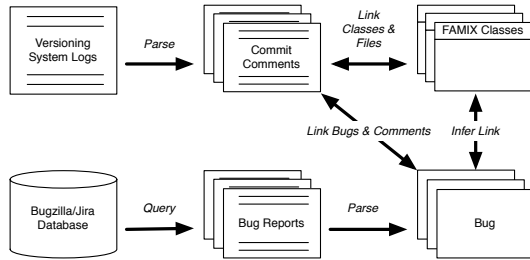 Versioning
System Logs
Parse
Commit
Comments
Link
Classes &
Files
FAMIX Classes
Link Bugs & Comments
Infer Link
Bugzilla/Jira
Database
Query
Bug Reports
Parse
Bug